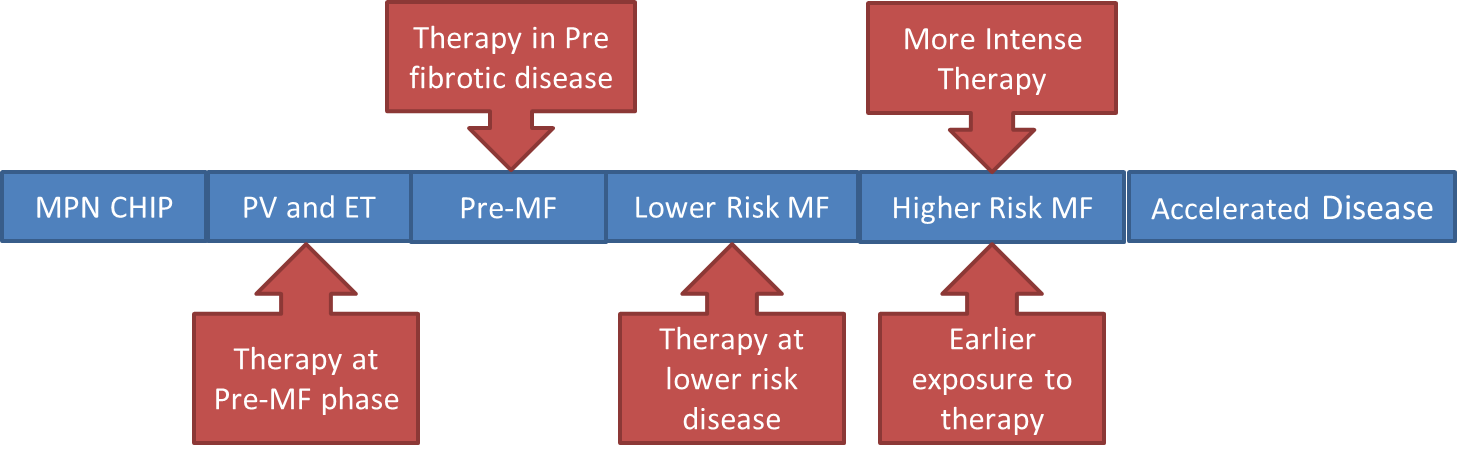 Therapy in Pre
fibrotic disease
More Intense
Therapy
MPN CHIP
PV and ET
Pre-MF
Lower Risk MF
Higher Risk MF
Accelerated Disease
Therapy at
Pre-MF phase
Therapy at
lower risk
disease
Earlier
exposure to
therapy